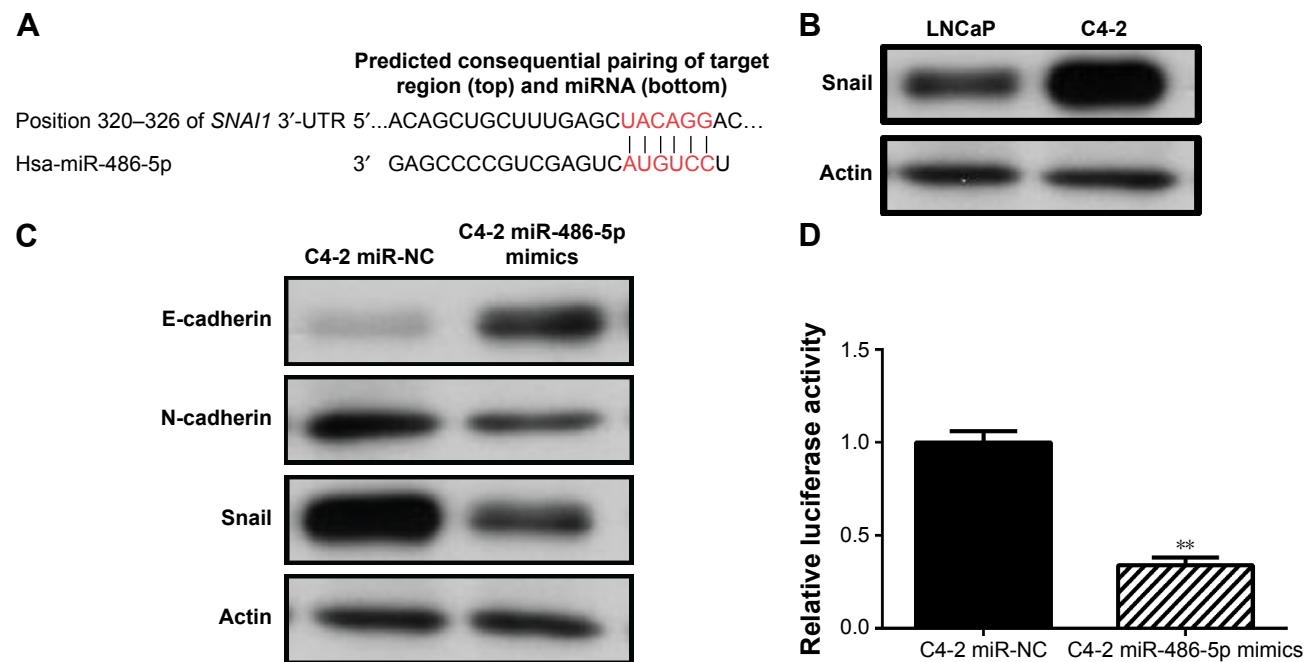 A
Predicted consequential pairing of target
region (top) and miRNA (bottom)
Position 320–326 of SNAI1 3′-UTR 5′...ACAGCUGCUUUGAGCUACAGGAC...
Hsa-miR-486-5p 3′ GAGCCCCGUCGAGUCAUGUCCU
B
LNCaP C4-2
Snail
Actin
C
C4-2 miR-NC C4-2 miR-486-5p
mimics
E-cadherin
N-cadherin
Snail
Actin
D
Relative luciferase activity
1.5
1.0
0.5
**
0.0
C4-2 miR-NC C4-2 miR-486-5p mimics